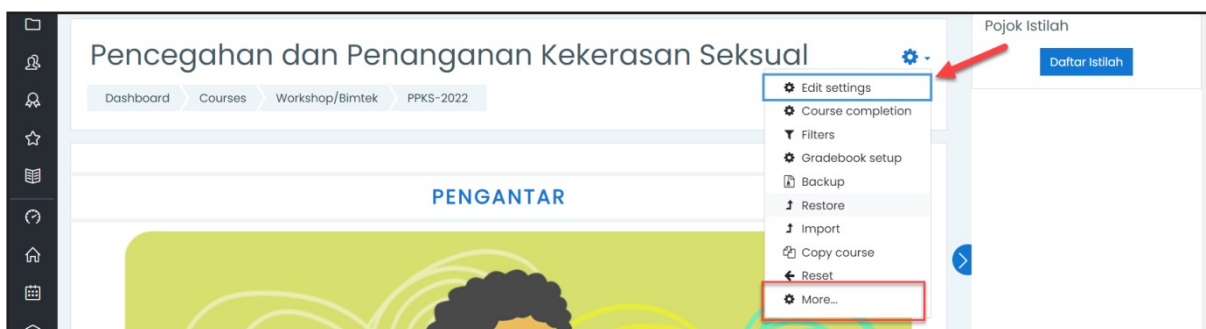 Pencegahan dan Penanganan Kekerasan Seksual
Dashboard Courses Workshop/Bimtek PPKS-2022
Edit settings
Course completion
Filters
Gradebook setup
Backup
Restore
Import
Copy course
Reset
More...
PENGANTAR
Pojok Istilah
Daftar Istilah